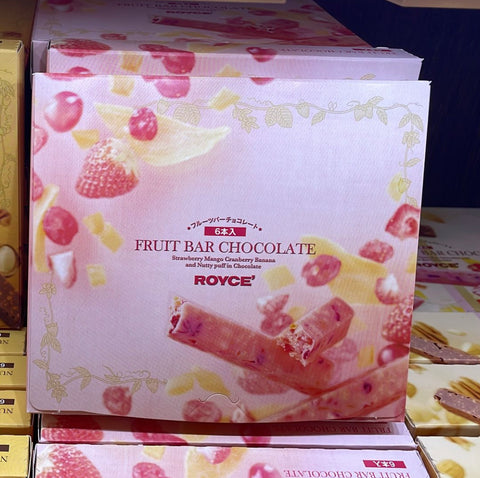 フルーツバーチョコレート
6本入
FRUIT BAR CHOCOLATE
Strawberry Mango Cranberry Banana
and Nutty puff in Chocolate
ROYCE'
6本入
FRUIT BAR CHOCOLATE